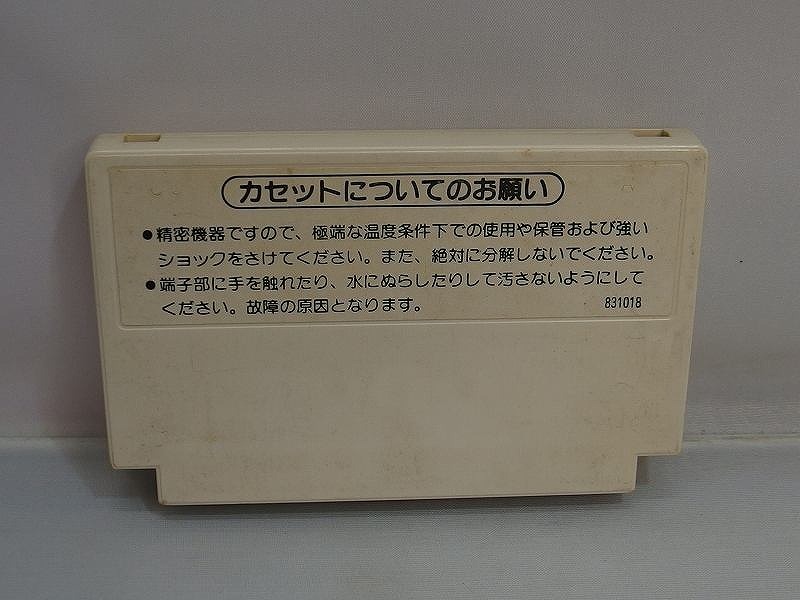 カセットについてのお願い
●精密機器ですので、極端な温度条件下での使用や保管および強い
ショックをさけてください。また、絶対に分解しないでください。
●端子部に手を触れたり、水にぬらしたりして汚さないようにして
ください。故障の原因となります。 831018